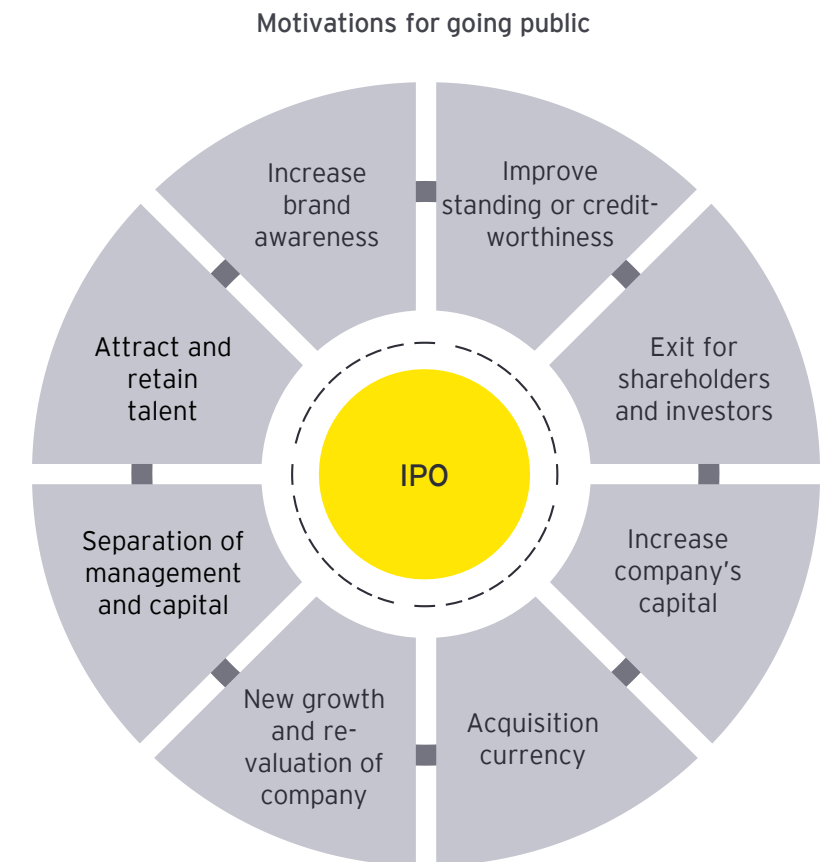 Motivations for going public
Increase
brand
awareness
Improve
standing or credit-
worthiness
Exit for
shareholders
and investors
Increase
company's
capital
Acquisition
currency
New growth
and re-
valuation of
company
Separation of
management
and capital
Attract and
retain
talent
IPO